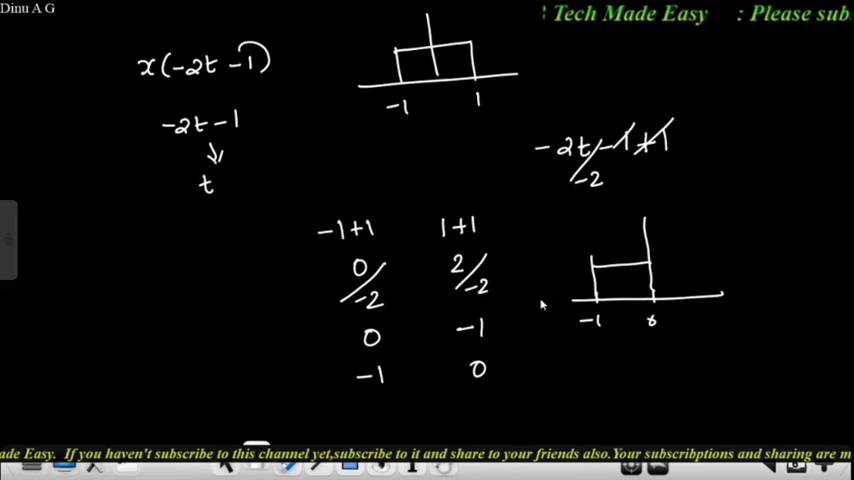 Dinu A G
: Tech Made Easy : Please sub
x(-2t-1)
-1 1
-2t-1
t
-2t-1+1
-2
-1+1 1+1
0/-2 2/-2
0 -1
-1 0
-1 0
ade Easy. If you haven't subscribe to this channel yet,subscribe to it and share to your friends also.Your subscribptions and sharing are m